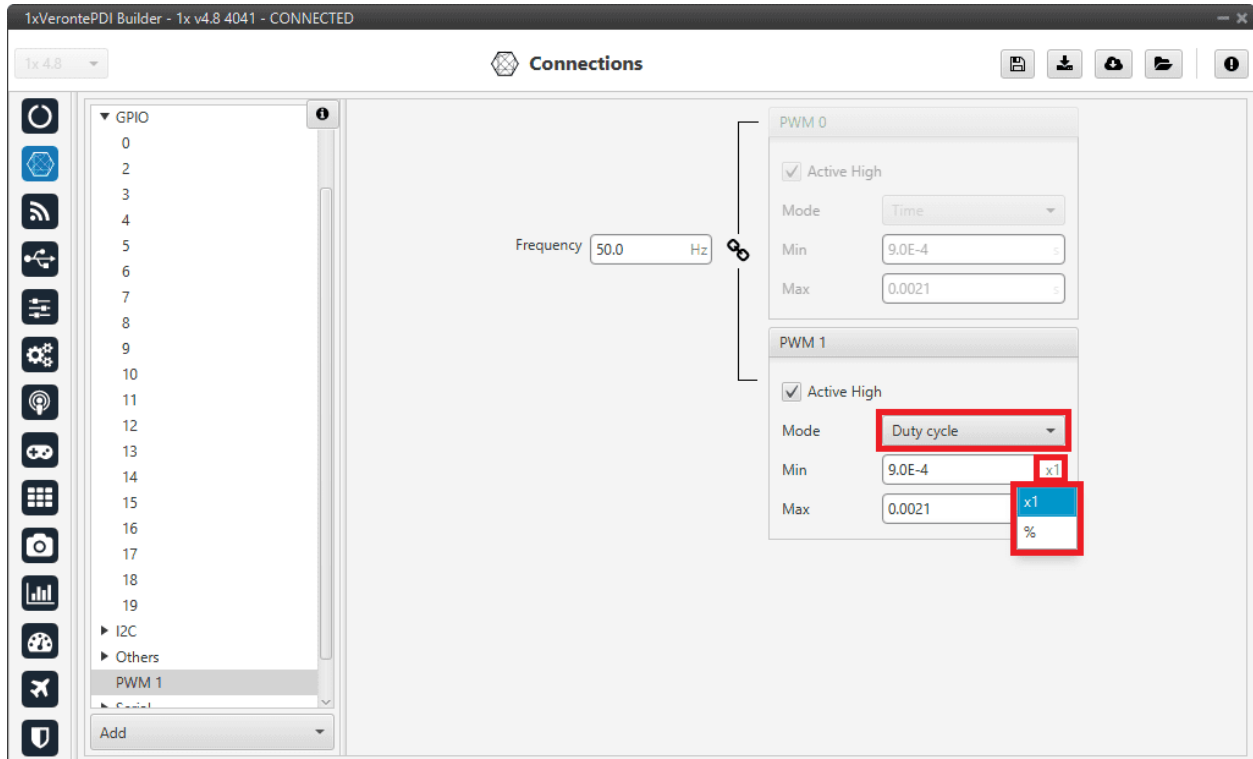 1xVerontePDI Builder - 1x v4.8 4041 - CONNECTED
1x 4.8
Connections
GPIO
0
2
3
4
5
6
7
8
9
10
11
12
13
14
15
16
17
18
19
I2C
Others
PWM 1
Serial
Add
Frequency 50.0 Hz
PWM 0
Active High
Mode Time
Min 9.0E-4 s
Max 0.0021 s
PWM 1
Active High
Mode Duty cycle
Min 9.0E-4 x1
Max 0.0021
x1
%